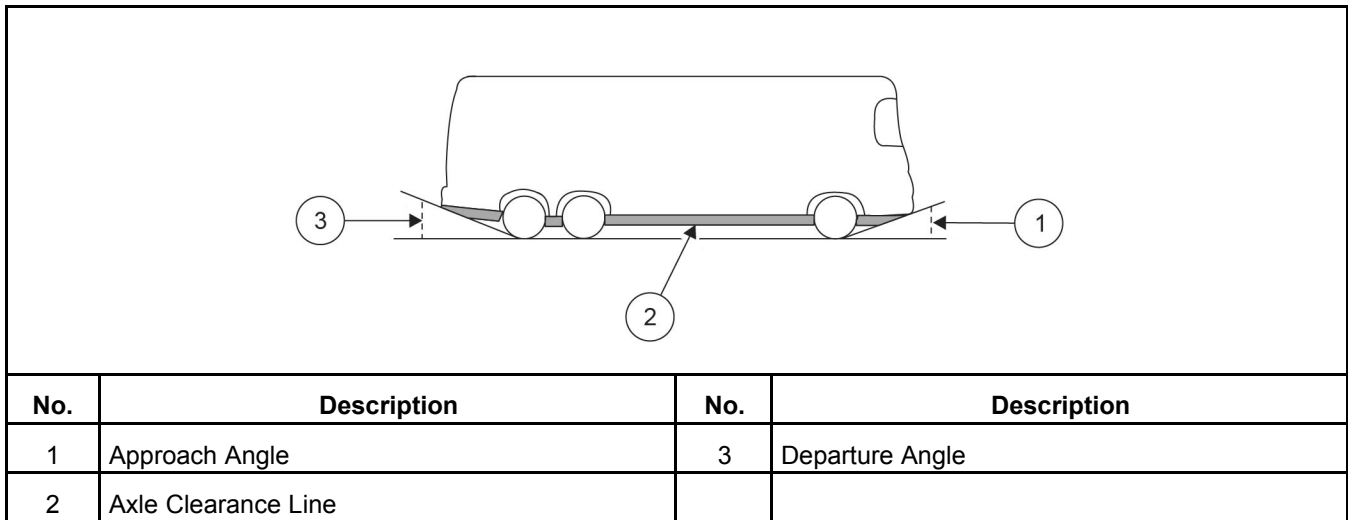 3
1
2
No. Description No. Description
1 Approach Angle 3 Departure Angle
2 Axle Clearance Line